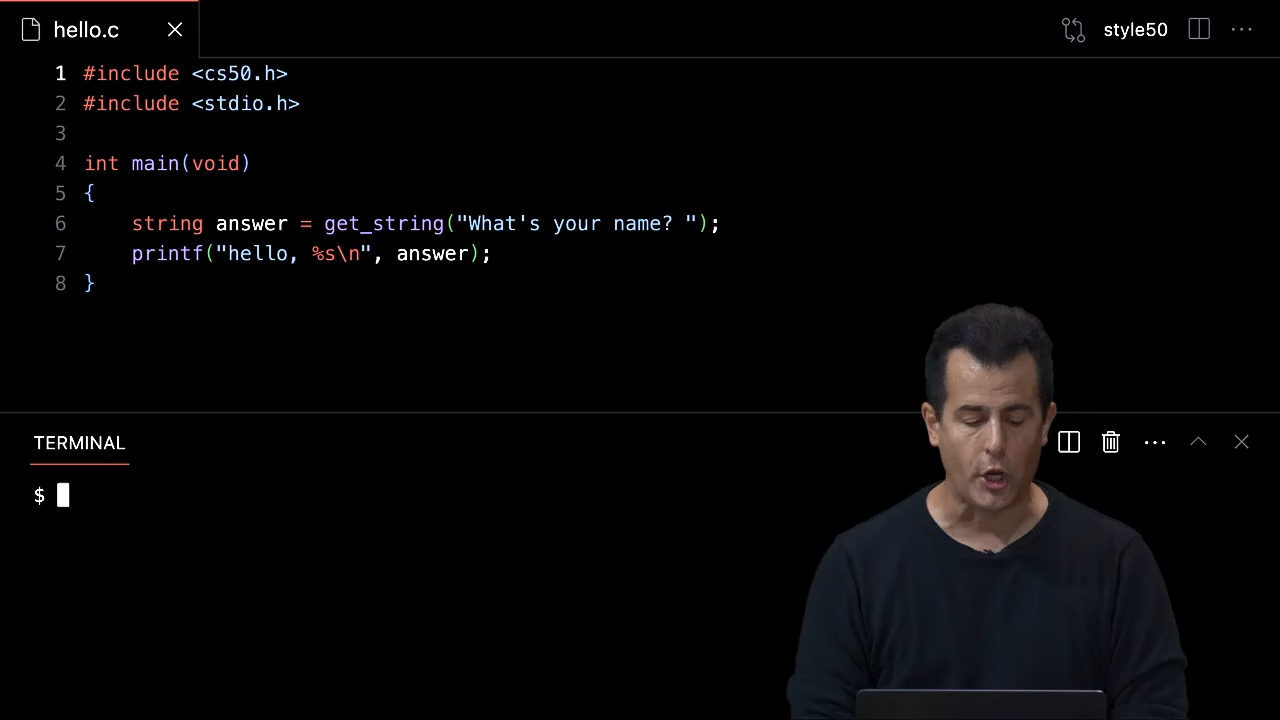 hello.c
style50
1 #include <cs50.h>
2 #include <stdio.h>
3
4 int main(void)
5 {
6     string answer = get_string("What's your name? ");
7     printf("hello, %s\n", answer);
8 }
TERMINAL
$